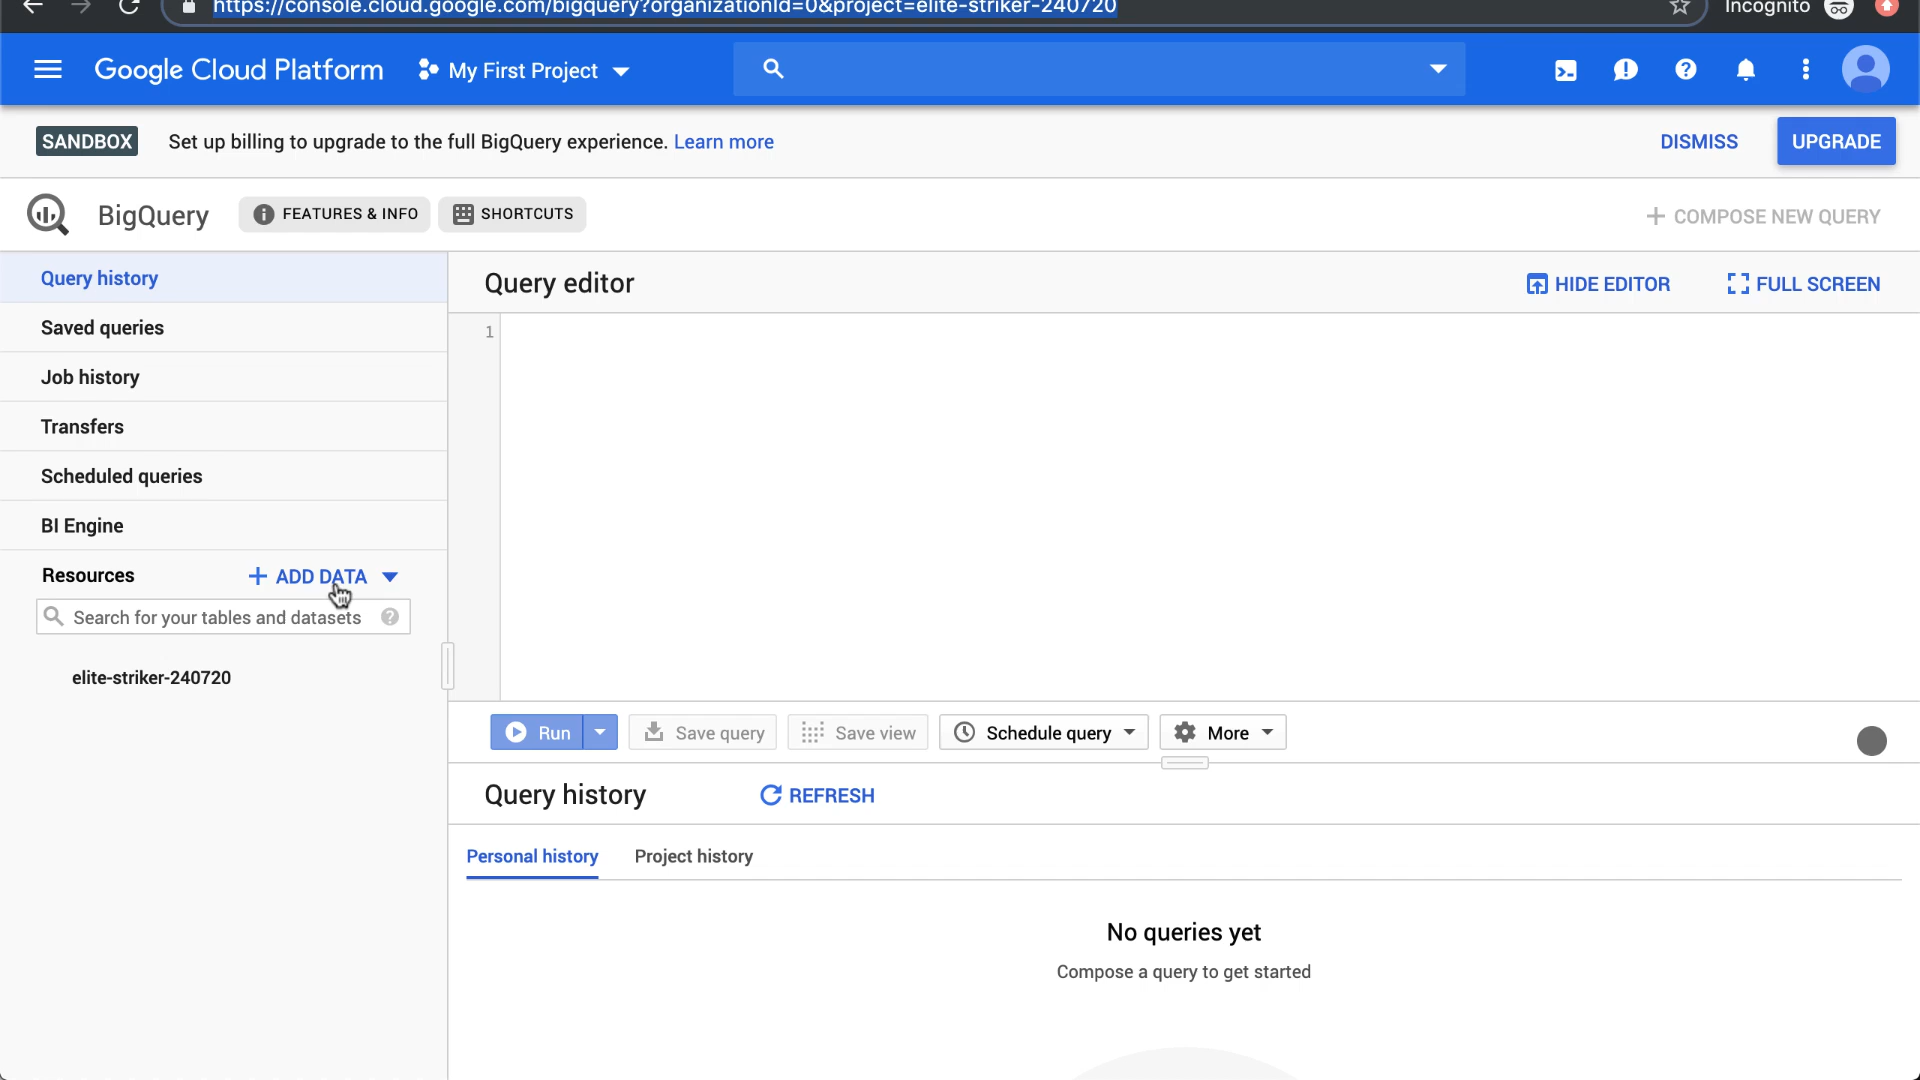 https://console.cloud.google.com/bigquery?organizationId=0&project=elite-striker-240720
Incognito
Google Cloud Platform
My First Project
SANDBOX
Set up billing to upgrade to the full BigQuery experience. Learn more
DISMISS
UPGRADE
BigQuery
FEATURES & INFO
SHORTCUTS
COMPOSE NEW QUERY
Query history
Saved queries
Job history
Transfers
Scheduled queries
BI Engine
Resources
ADD DATA
Search for your tables and datasets
elite-striker-240720
Query editor
HIDE EDITOR
FULL SCREEN
1
Run
Save query
Save view
Schedule query
More
Query history
REFRESH
Personal history
Project history
No queries yet
Compose a query to get started